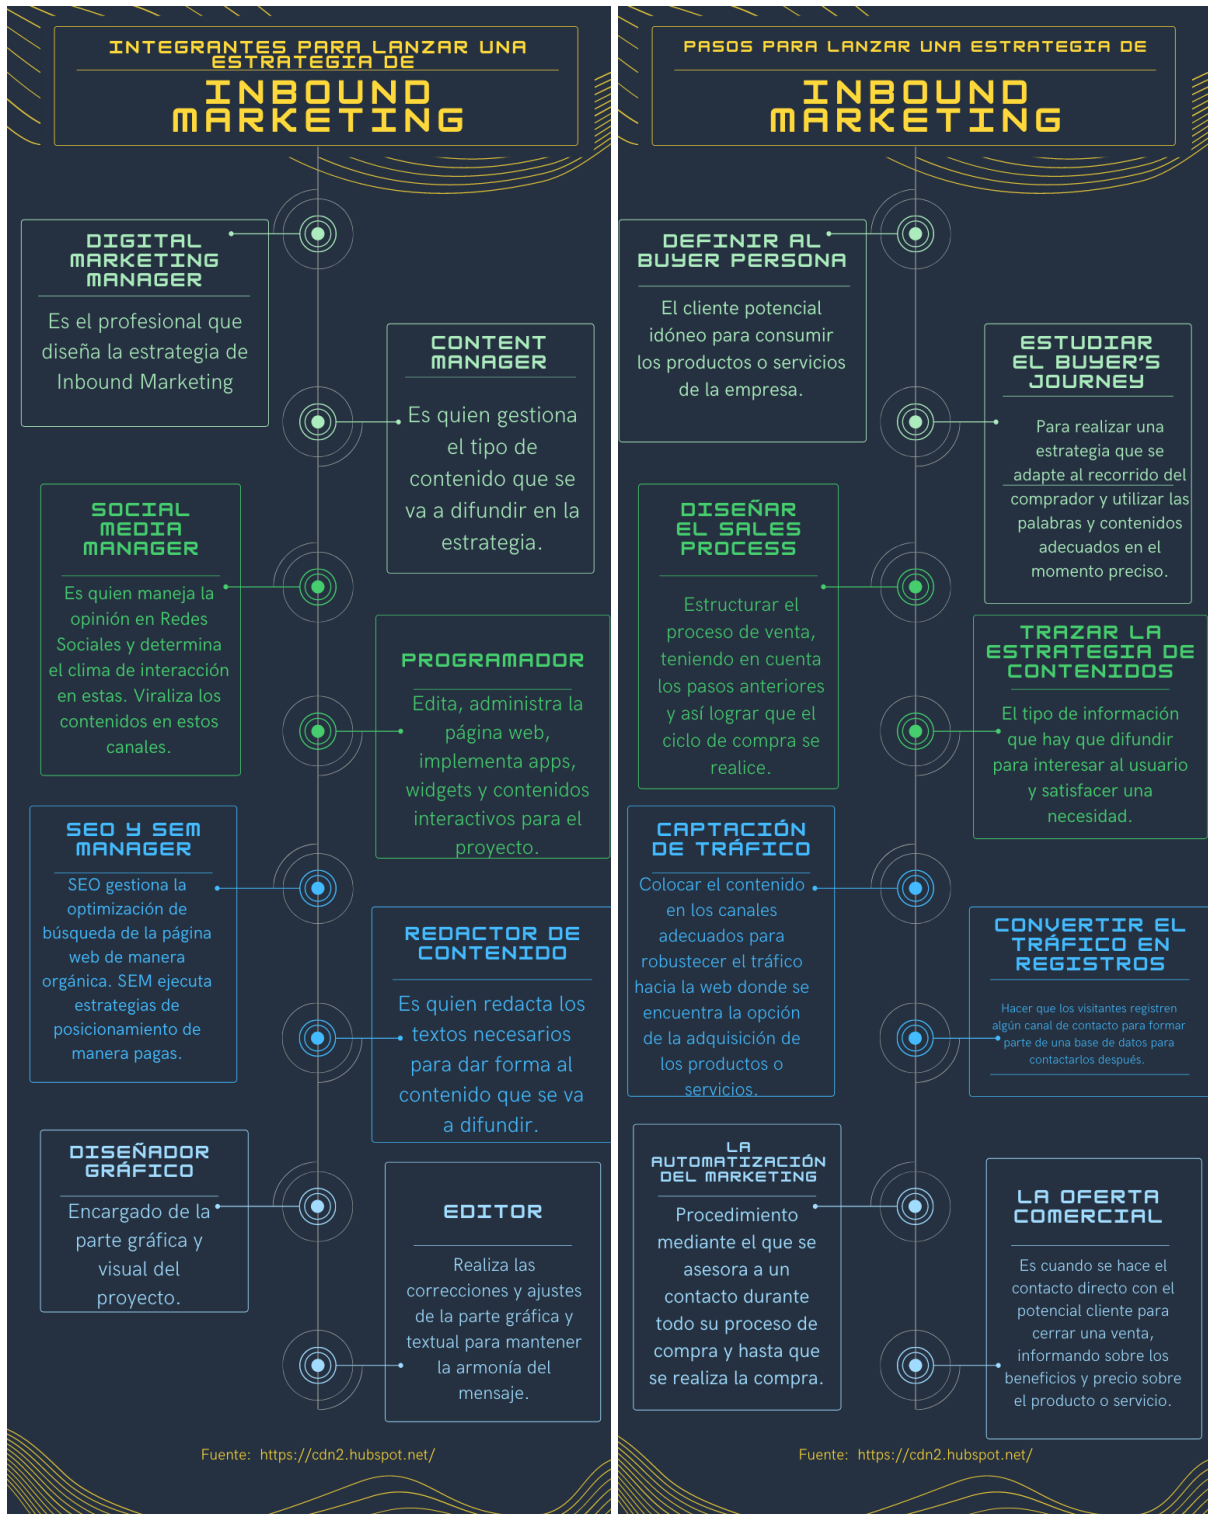 INTEGRANTES PARA LANZAR UNA
ESTRATEGIA DE
INBOUND
MARKETING
DIGITAL
MARKETING
MANAGER
Es el profesional que
diseña la estrategia de
Inbound Marketing
CONTENT
MANAGER
Es quien gestiona
el tipo de
contenido que se
va a difundir en la
estrategia.
SOCIAL
MEDIA
MANAGER
Es quien maneja la
opinión en Redes
Sociales y determina
el clima de interacción
en estas. Viraliza los
contenidos en estos
canales.
PROGRAMADOR
Edita, administra la
página web,
implementa apps,
widgets y contenidos
interactivos para el
proyecto.
SEO Y SEM
MANAGER
SEO gestiona la
optimización de
búsqueda de la página
web de manera
orgánica. SEM ejecuta
estrategias de
posicionamiento de
manera pagas.
REDACTOR DE
CONTENIDO
Es quien redacta los
textos necesarios
para dar forma al
contenido que se va
a difundir.
DISEÑADOR
GRÁFICO
Encargado de la
parte gráfica y
visual del
proyecto.
EDITOR
Realiza las
correcciones y ajustes
de la parte gráfica y
textual para mantener
la armonía del
mensaje.
Fuente: https://cdn2.hubspot.net/
PASOS PARA LANZAR UNA ESTRATEGIA DE
INBOUND
MARKETING
DEFINIR AL
BUYER PERSONA
El cliente potencial
idóneo para consumir
los productos o servicios
de la empresa.
ESTUDIAR
EL BUYER'S
JOURNEY
Para realizar una
estrategia que se
adapte al recorrido del
comprador y utilizar las
palabras y contenidos
adecuados en el
momento preciso.
DISEÑAR
EL SALES
PROCESS
Estructurar el
proceso de venta,
teniendo en cuenta
los pasos anteriores
y así lograr que el
ciclo de compra se
realice.
TRAZAR LA
ESTRATEGIA DE
CONTENIDOS
El tipo de información
que hay que difundir
para interesar al usuario
y satisfacer una
necesidad.
CAPTACIÓN
DE TRÁFICO
Colocar el contenido
en los canales
adecuados para
robustecer el tráfico
hacia la web donde se
encuentra la opción
de la adquisición de
los productos o
servicios.
CONVERTIR EL
TRÁFICO EN
REGISTROS
Hacer que los visitantes registren
algún canal de contacto para formar
parte de una base de datos para
contactarlos después.
LA
AUTOMATIZACIÓN
DEL MARKETING
Procedimiento
mediante el que se
asesora a un
contacto durante
todo su proceso de
compra y hasta que
se realiza la compra.
LA OFERTA
COMERCIAL
Es cuando se hace el
contacto directo con el
potencial cliente para
cerrar una venta,
informando sobre los
beneficios y precio sobre
el producto o servicio.
Fuente: https://cdn2.hubspot.net/